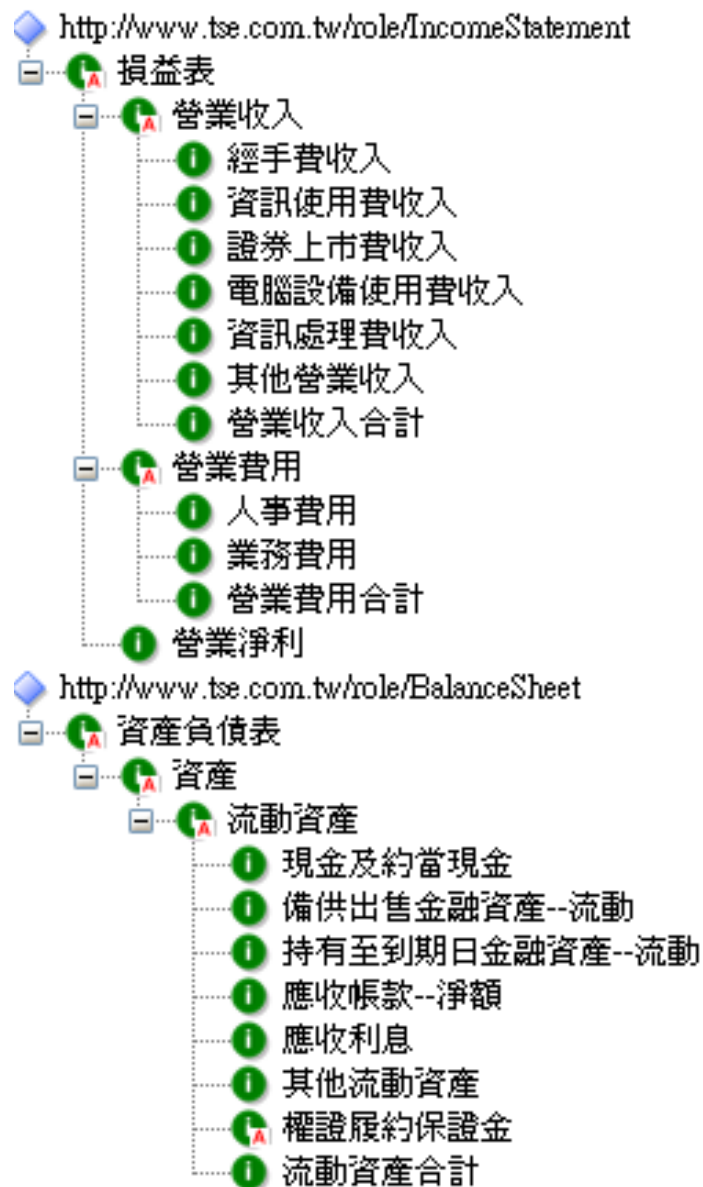 http://www.tse.com.tw/role/IncomeStatement
損益表
營業收入
經手費收入
資訊使用費收入
證券上市費收入
電腦設備使用費收入
資訊處理費收入
其他營業收入
營業收入合計
營業費用
人事費用
業務費用
營業費用合計
營業淨利
http://www.tse.com.tw/role/BalanceSheet
資產負債表
資產
流動資產
現金及約當現金
備供出售金融資產--流動
持有至到期日金融資產--流動
應收帳款--淨額
應收利息
其他流動資產
權證履約保證金
流動資產合計